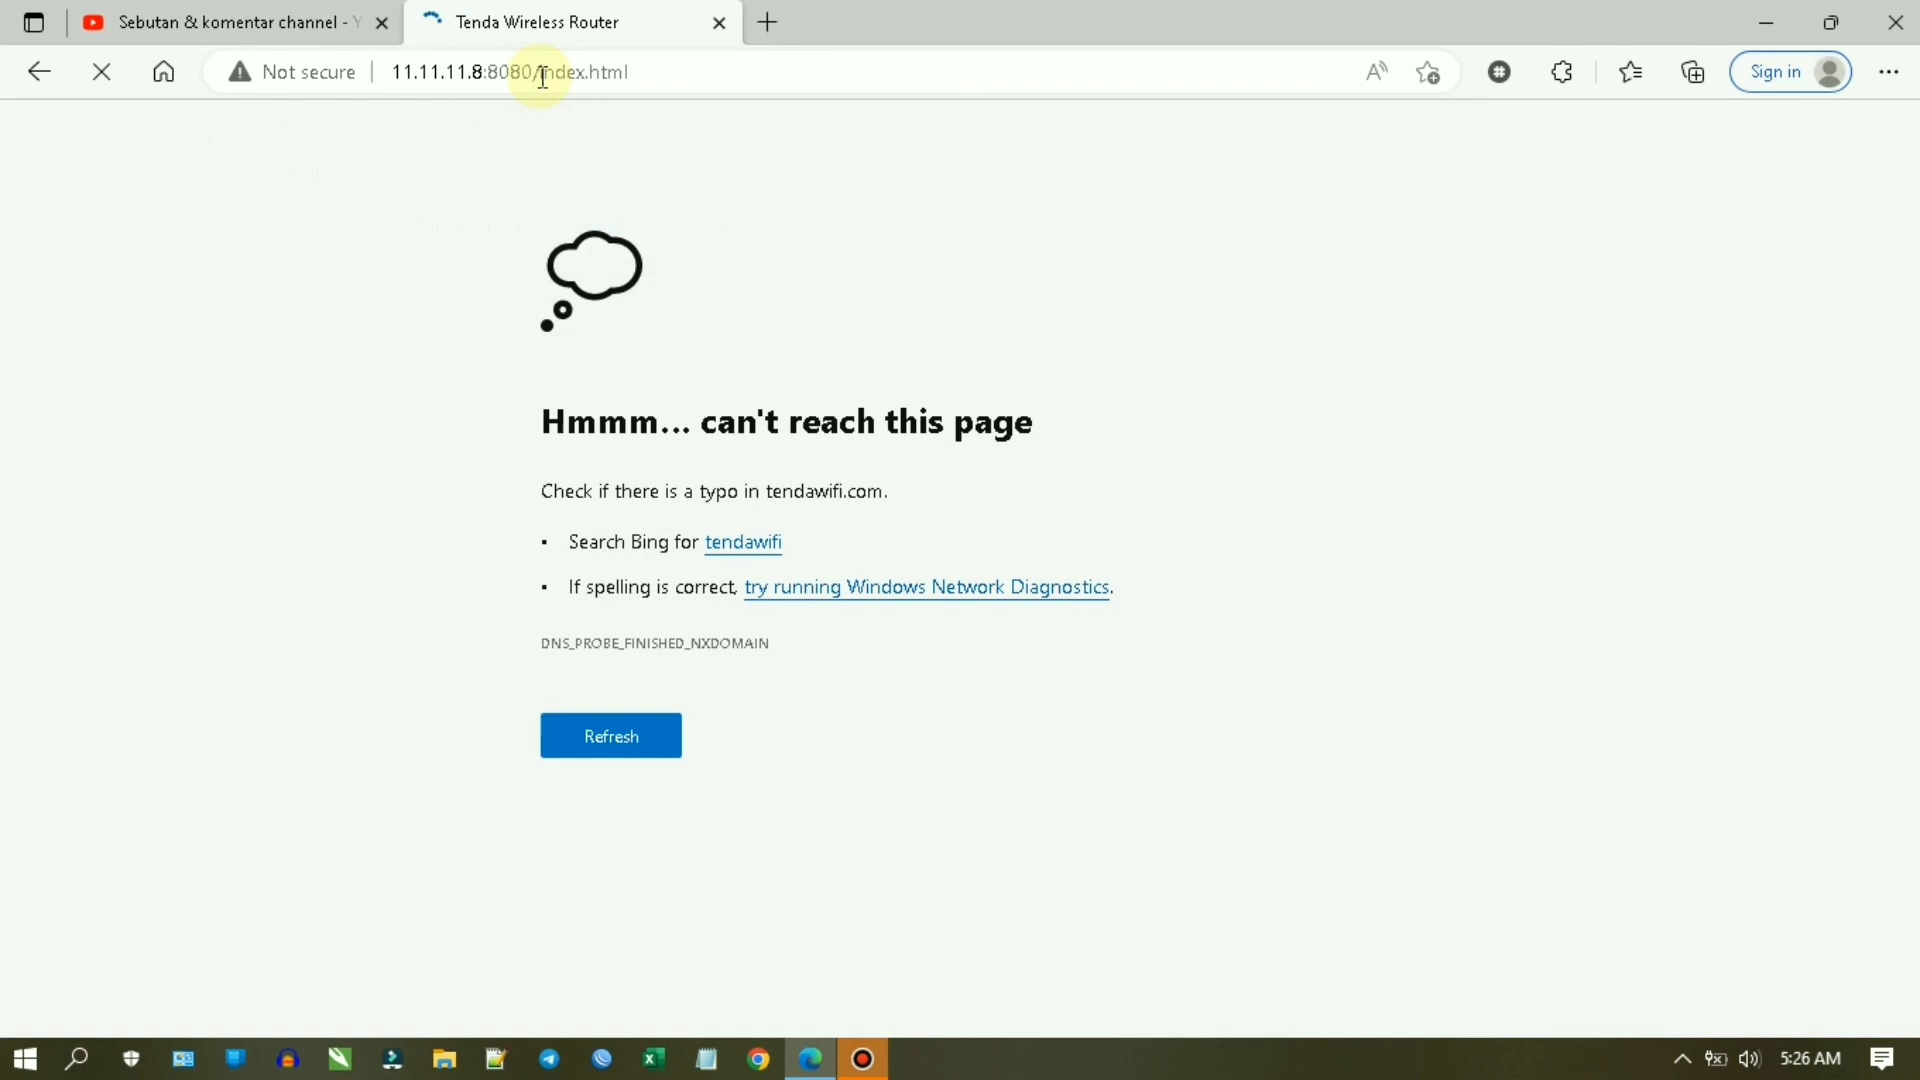 Sebutan & komentar channel - Y
Tenda Wireless Router
Not secure
11.11.11.8:8080/index.html
Sign in
Hmmm... can't reach this page
Check if there is a typo in tendawifi.com.
Search Bing for tendawifi
If spelling is correct, try running Windows Network Diagnostics.
DNS_PROBE_FINISHED_NXDOMAIN
Refresh
5:26 AM